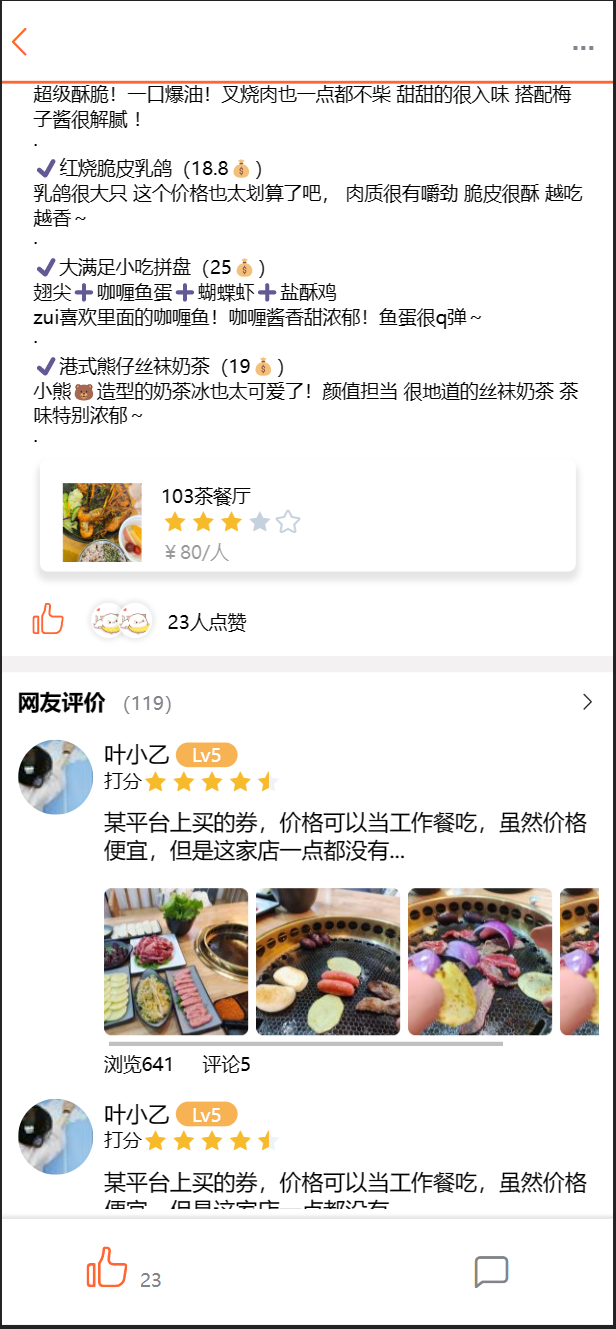 超级酥脆！一口爆油！叉烧肉也一点都不柴 甜甜的很入味 搭配梅
子酱很解腻！
.
红烧脆皮乳鸽（18.8💰）
乳鸽很大只 这个价格也太划算了吧， 肉质很有嚼劲 脆皮很酥 越吃
越香～
.
大满足小吃拼盘（25💰）
翅尖➕咖喱鱼蛋➕蝴蝶虾➕盐酥鸡
zui喜欢里面的咖喱鱼！咖喱酱香甜浓郁！鱼蛋很q弹～
.
港式熊仔丝袜奶茶（19💰）
小熊🐻造型的奶茶冰也太可爱了！颜值担当 很地道的丝袜奶茶 茶
味特别浓郁～
.
103茶餐厅
￥80/人
23人点赞
网友评价 （119）
叶小乙 Lv5
打分
某平台上买的券，价格可以当工作餐吃，虽然价格
便宜，但是这家店一点都没有...
浏览641 评论5
叶小乙 Lv5
打分
某平台上买的券，价格可以当工作餐吃，虽然价格
便宜，但是这家店一点都没有
23